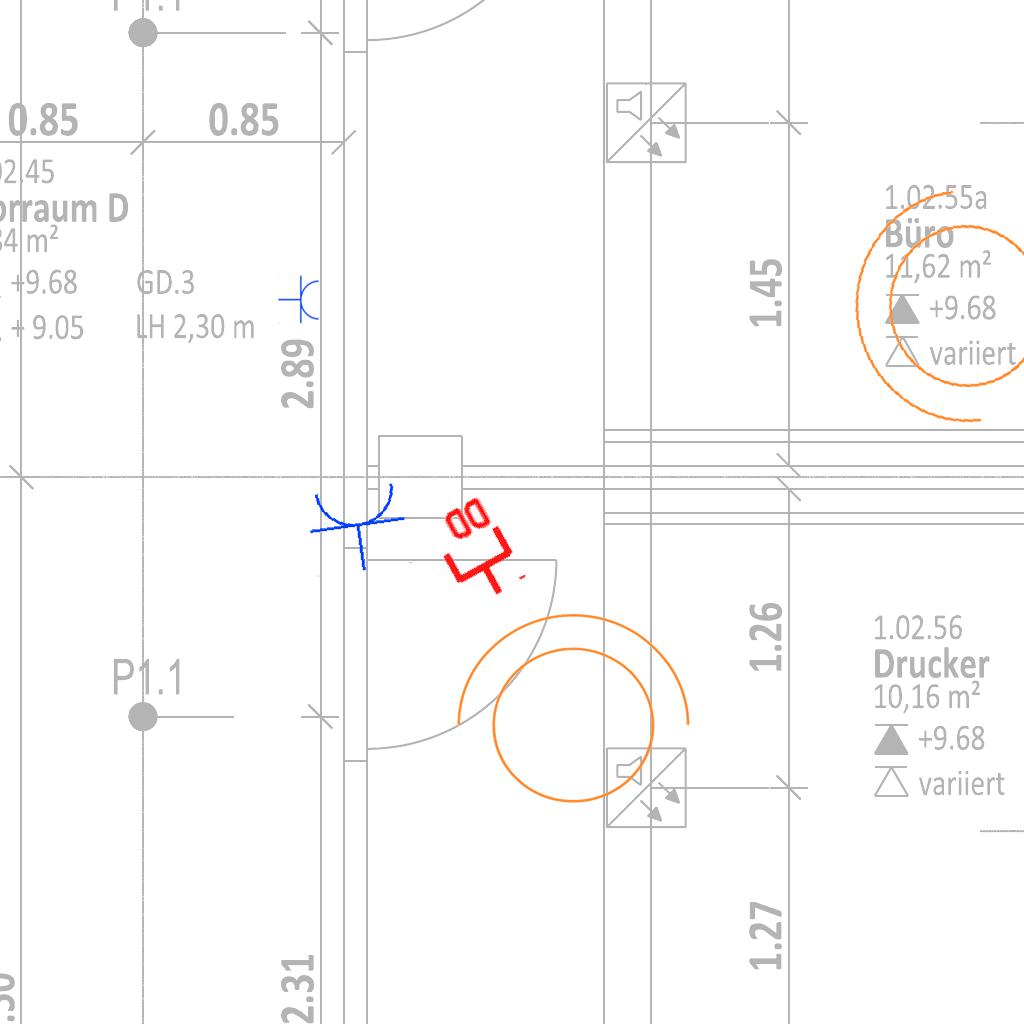 0.85
0.85
02.45
orraum D
34 m²
+9.68
+ 9.05
GD.3
LH 2,30 m
2.89
1.45
1.02.55a
Büro
11,62 m²
+9.68
variiert
P1.1
1.26
1.02.56
Drucker
10,16 m²
+9.68
variiert
1.27
2.31